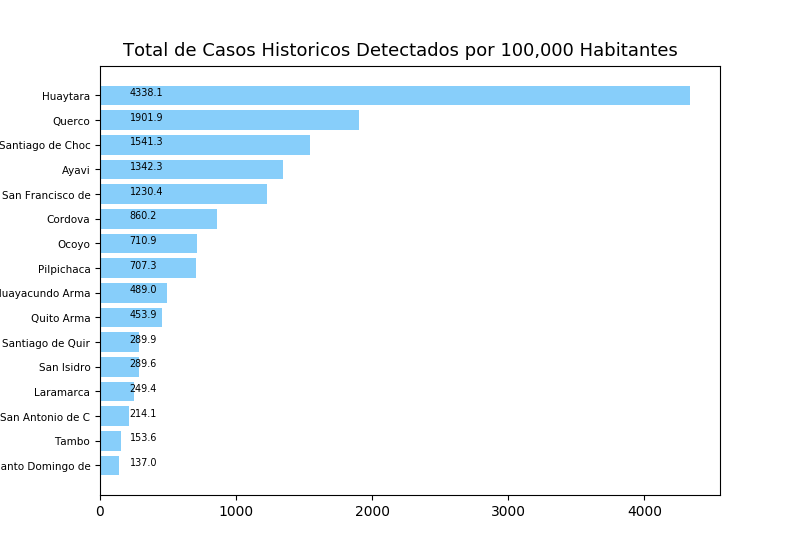 Total de Casos Historicos Detectados por 100,000 Habitantes
Huaytara 4338.1
Querco 1901.9
Santiago de Choc 1541.3
Ayavi 1342.3
San Francisco de 1230.4
Cordova 860.2
Ocoyo 710.9
Pilpichaca 707.3
uayacundo Arma 489.0
Quito Arma 453.9
Santiago de Quir 289.9
San Isidro 289.6
Laramarca 249.4
San Antonio de C 214.1
Tambo 153.6
anto Domingo de 137.0
0 1000 2000 3000 4000